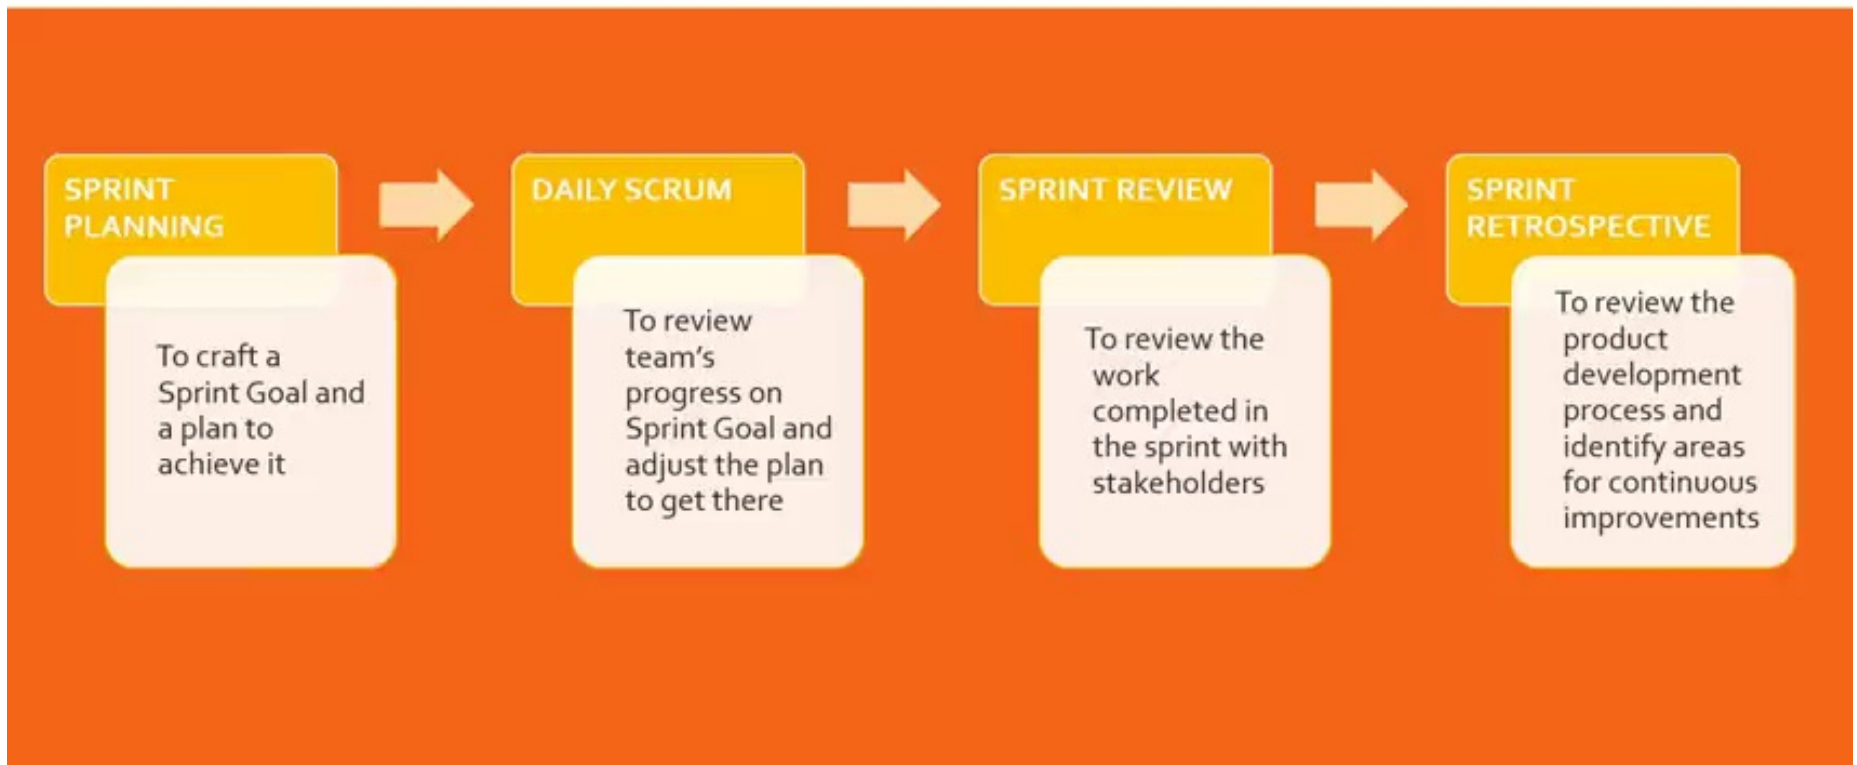 SPRINT
PLANNING
To craft a
Sprint Goal and
a plan to
achieve it
DAILY SCRUM
To review
team's
progress on
Sprint Goal and
adjust the plan
to get there
SPRINT REVIEW
To review the
work
completed in
the sprint with
stakeholders
SPRINT
RETROSPECTIVE
To review the
product
development
process and
identify areas
for continuous
improvements